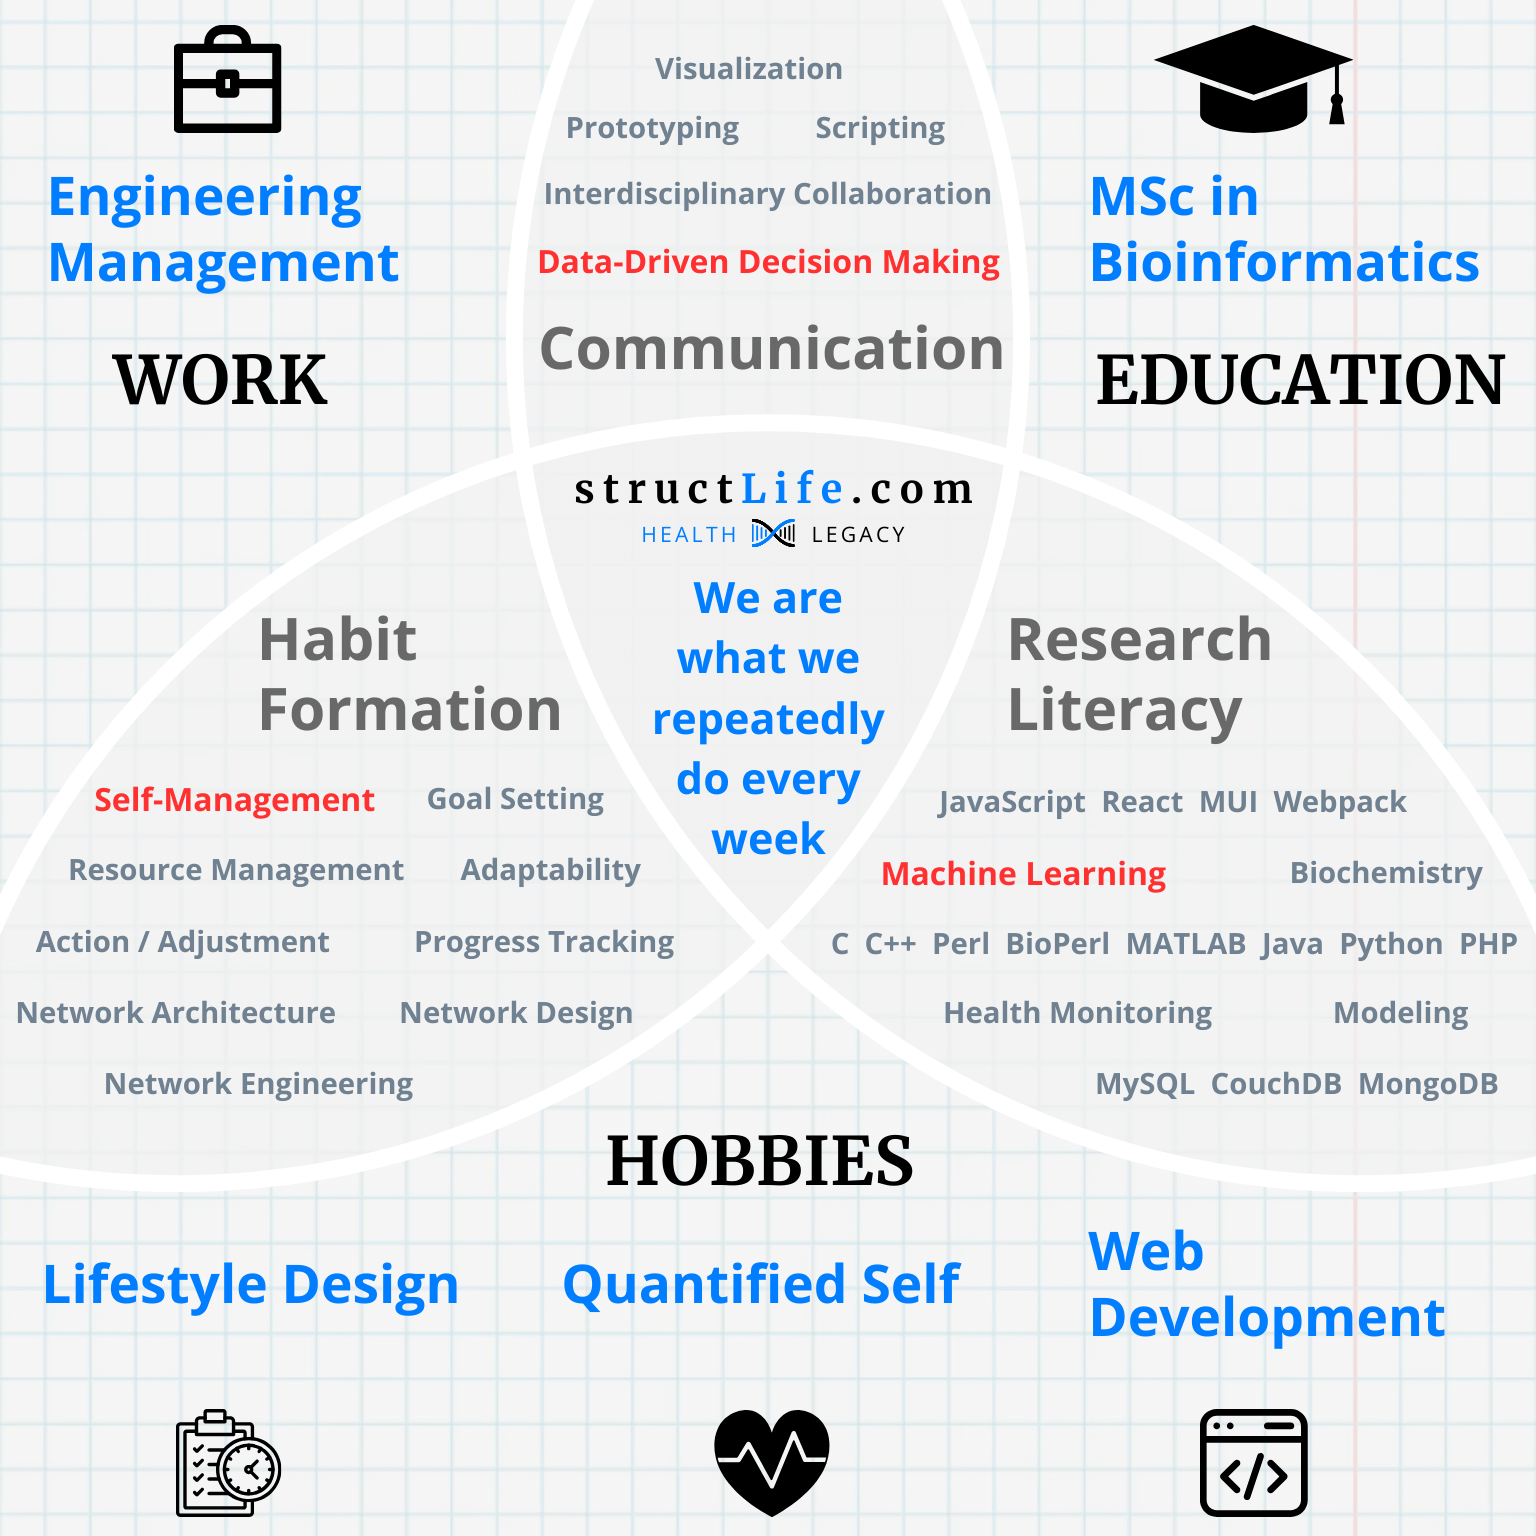 Visualization
Prototyping Scripting
Interdisciplinary Collaboration
Data-Driven Decision Making
Communication
Engineering
Management
WORK
MSc in
Bioinformatics
EDUCATION
structLife.com
HEALTH LEGACY
We are
what we
repeatedly
do every
week
Habit
Formation
Self-Management Goal Setting
Resource Management Adaptability
Action / Adjustment Progress Tracking
Network Architecture Network Design
Network Engineering
Research
Literacy
JavaScript React MUI Webpack
Machine Learning Biochemistry
C C++ Perl BioPerl MATLAB Java Python PHP
Health Monitoring Modeling
MySQL CouchDB MongoDB
HOBBIES
Lifestyle Design
Quantified Self
Web
Development